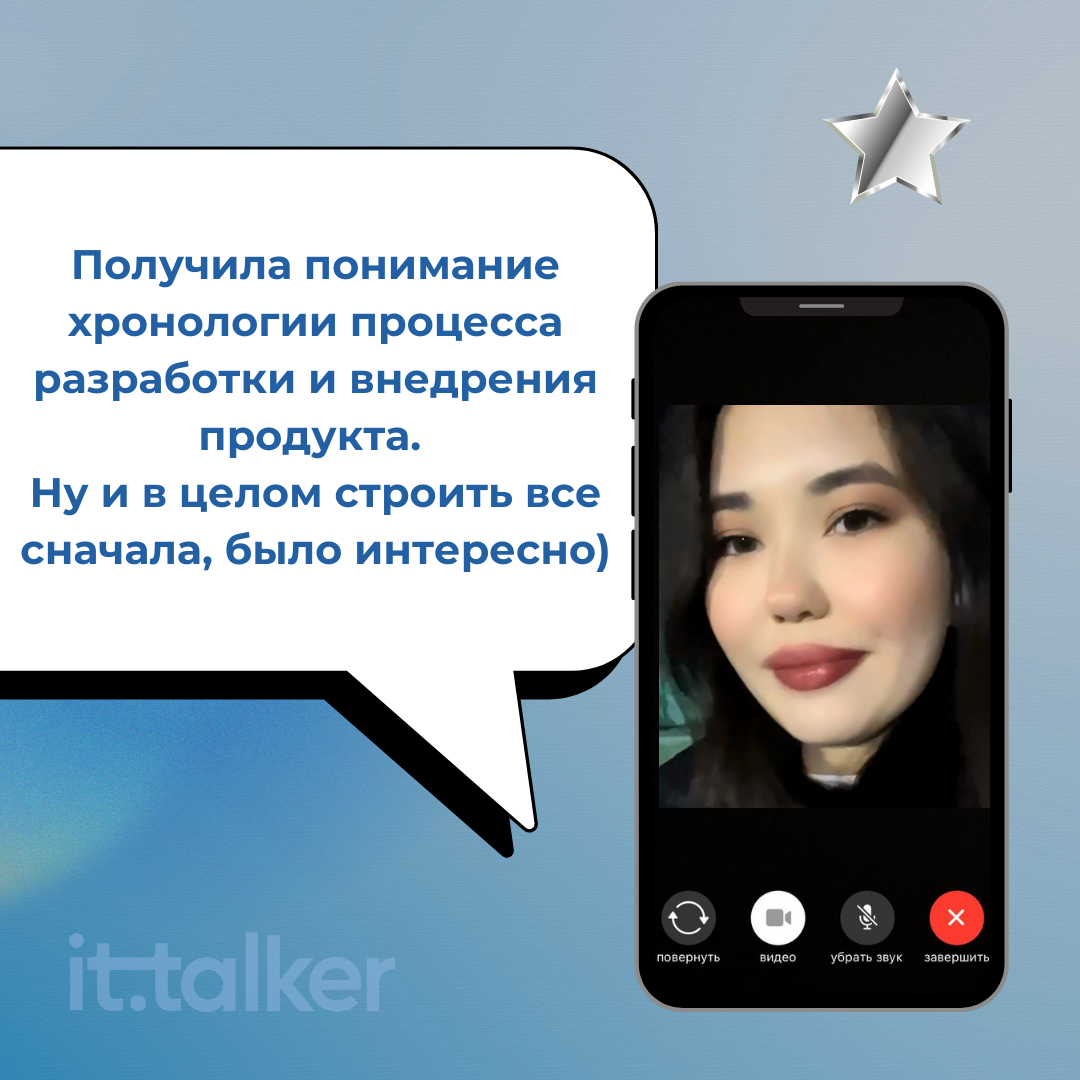 Получила понимание
хронологии процесса
разработки и внедрения
продукта.
Ну и в целом строить все
сначала, было интересно)
повернуть
видео
убрать звук
завершить
it.talker